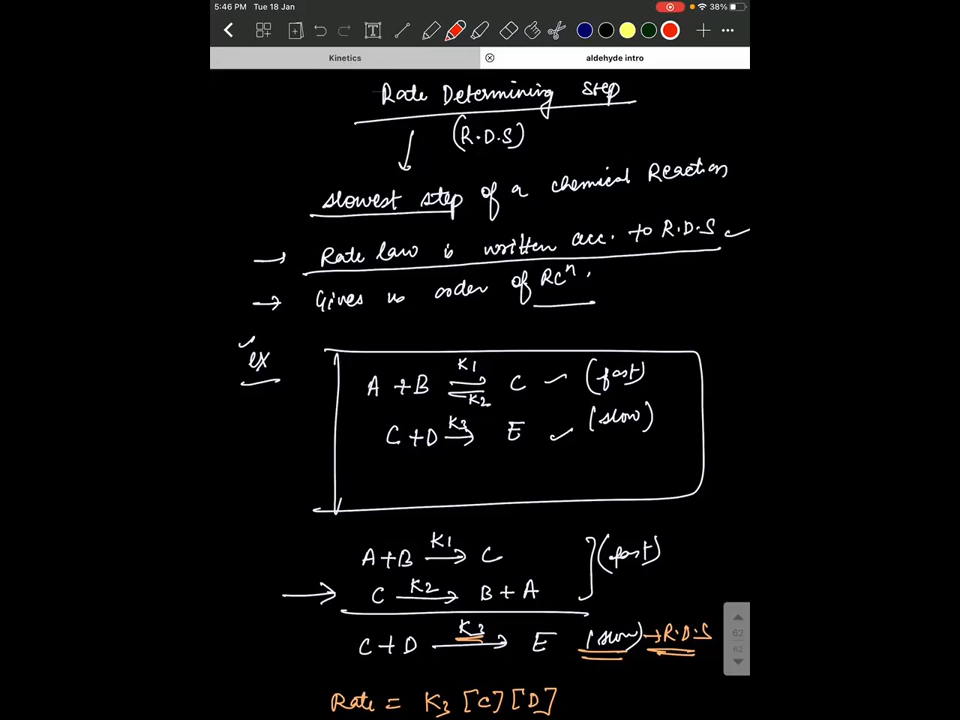 5:46 PM Tue 18 Jan 38%
Kinetics aldehyde intro
Rate Determining Step
(R.D.S)
slowest step of a chemical Reaction
→ Rate law is written acc. to R.D.S ✓
→ Gives us order of RCⁿ.
ex
A + B ⇌ C (fast)
K1
K2
C + D → E (slow)
K3
A + B →K1 C
(fast)
→ C →K2 B + A
C + D →K3 E (slow) → R.D.S
62
62
Rate = K3 [C] [D]